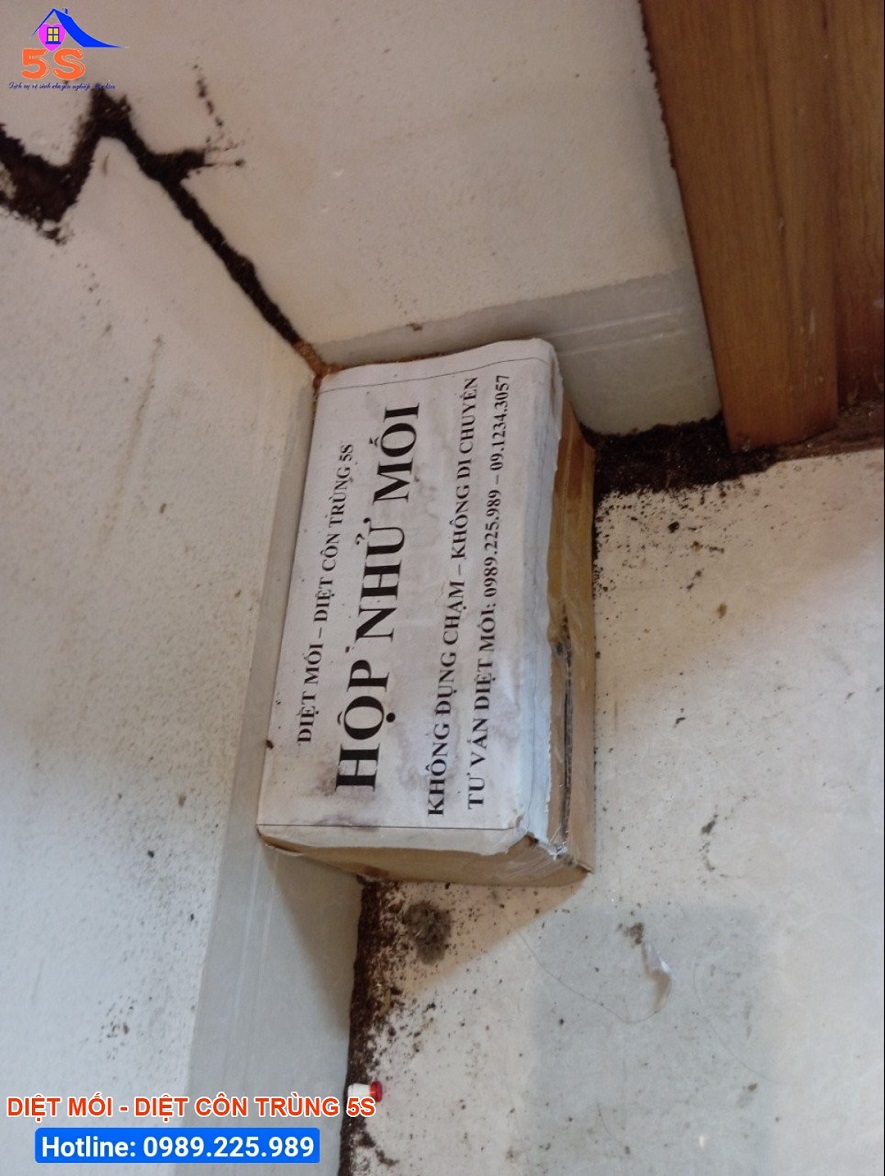 5S
DIỆT MỐI – DIỆT CÔN TRÙNG 5S
HỘP NHỬ MỐI
KHÔNG ĐỤNG CHẠM – KHÔNG DI CHUYỂN
TƯ VẤN DIỆT MỐI: 0989.225.989 – 09.1234.3057
DIỆT MỐI - DIỆT CÔN TRÙNG 5S
Hotline: 0989.225.989